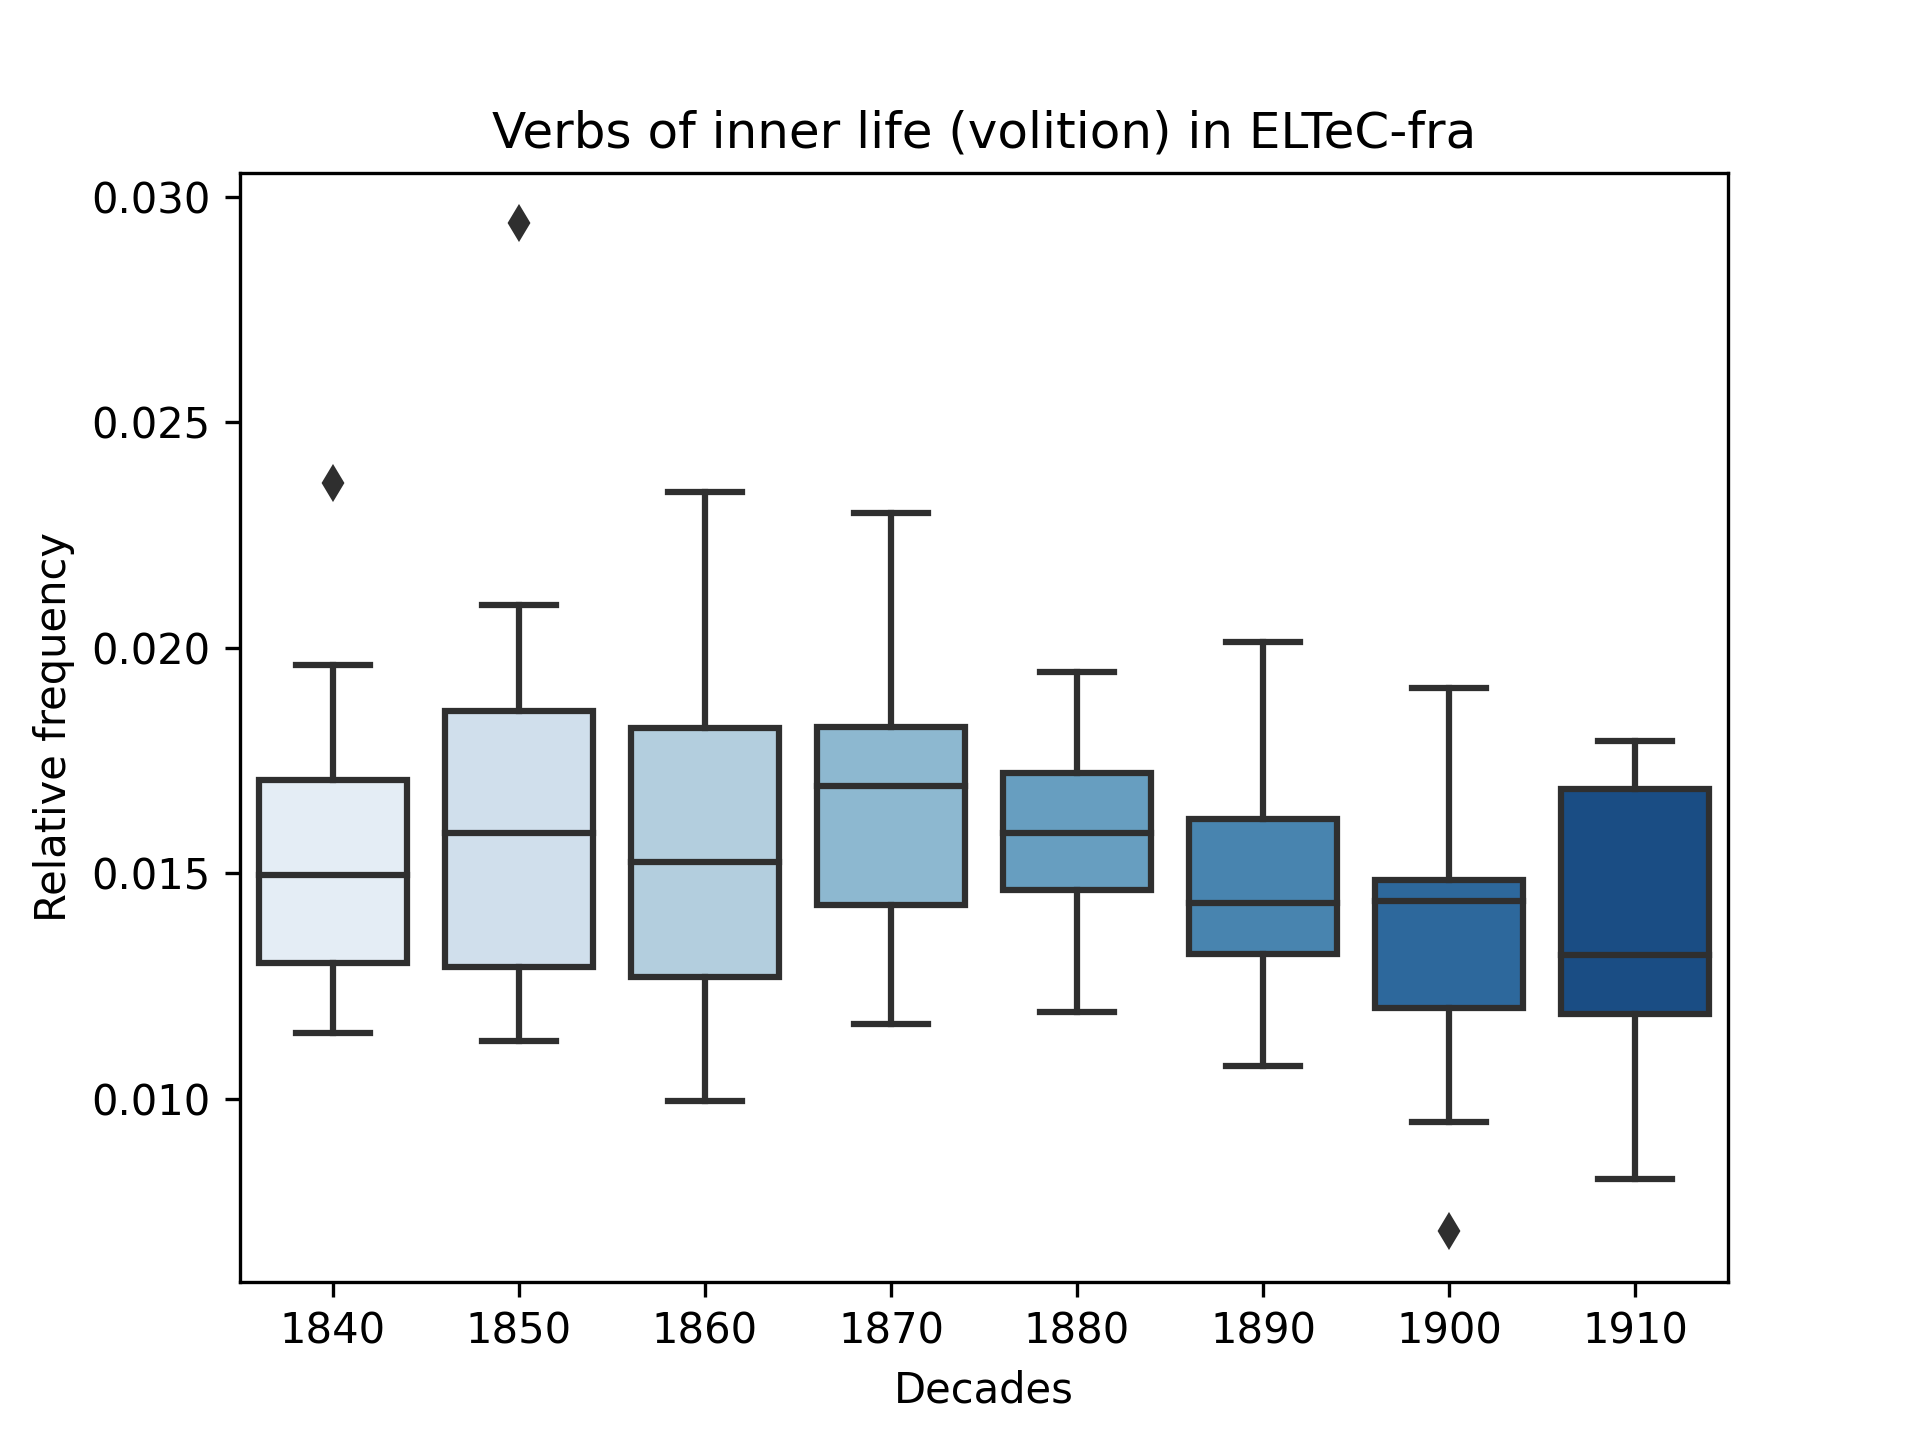 Verbs of inner life (volition) in ELTeC-fra
Relative frequency
0.030
0.025
0.020
0.015
0.010
1840 1850 1860 1870 1880 1890 1900 1910
Decades